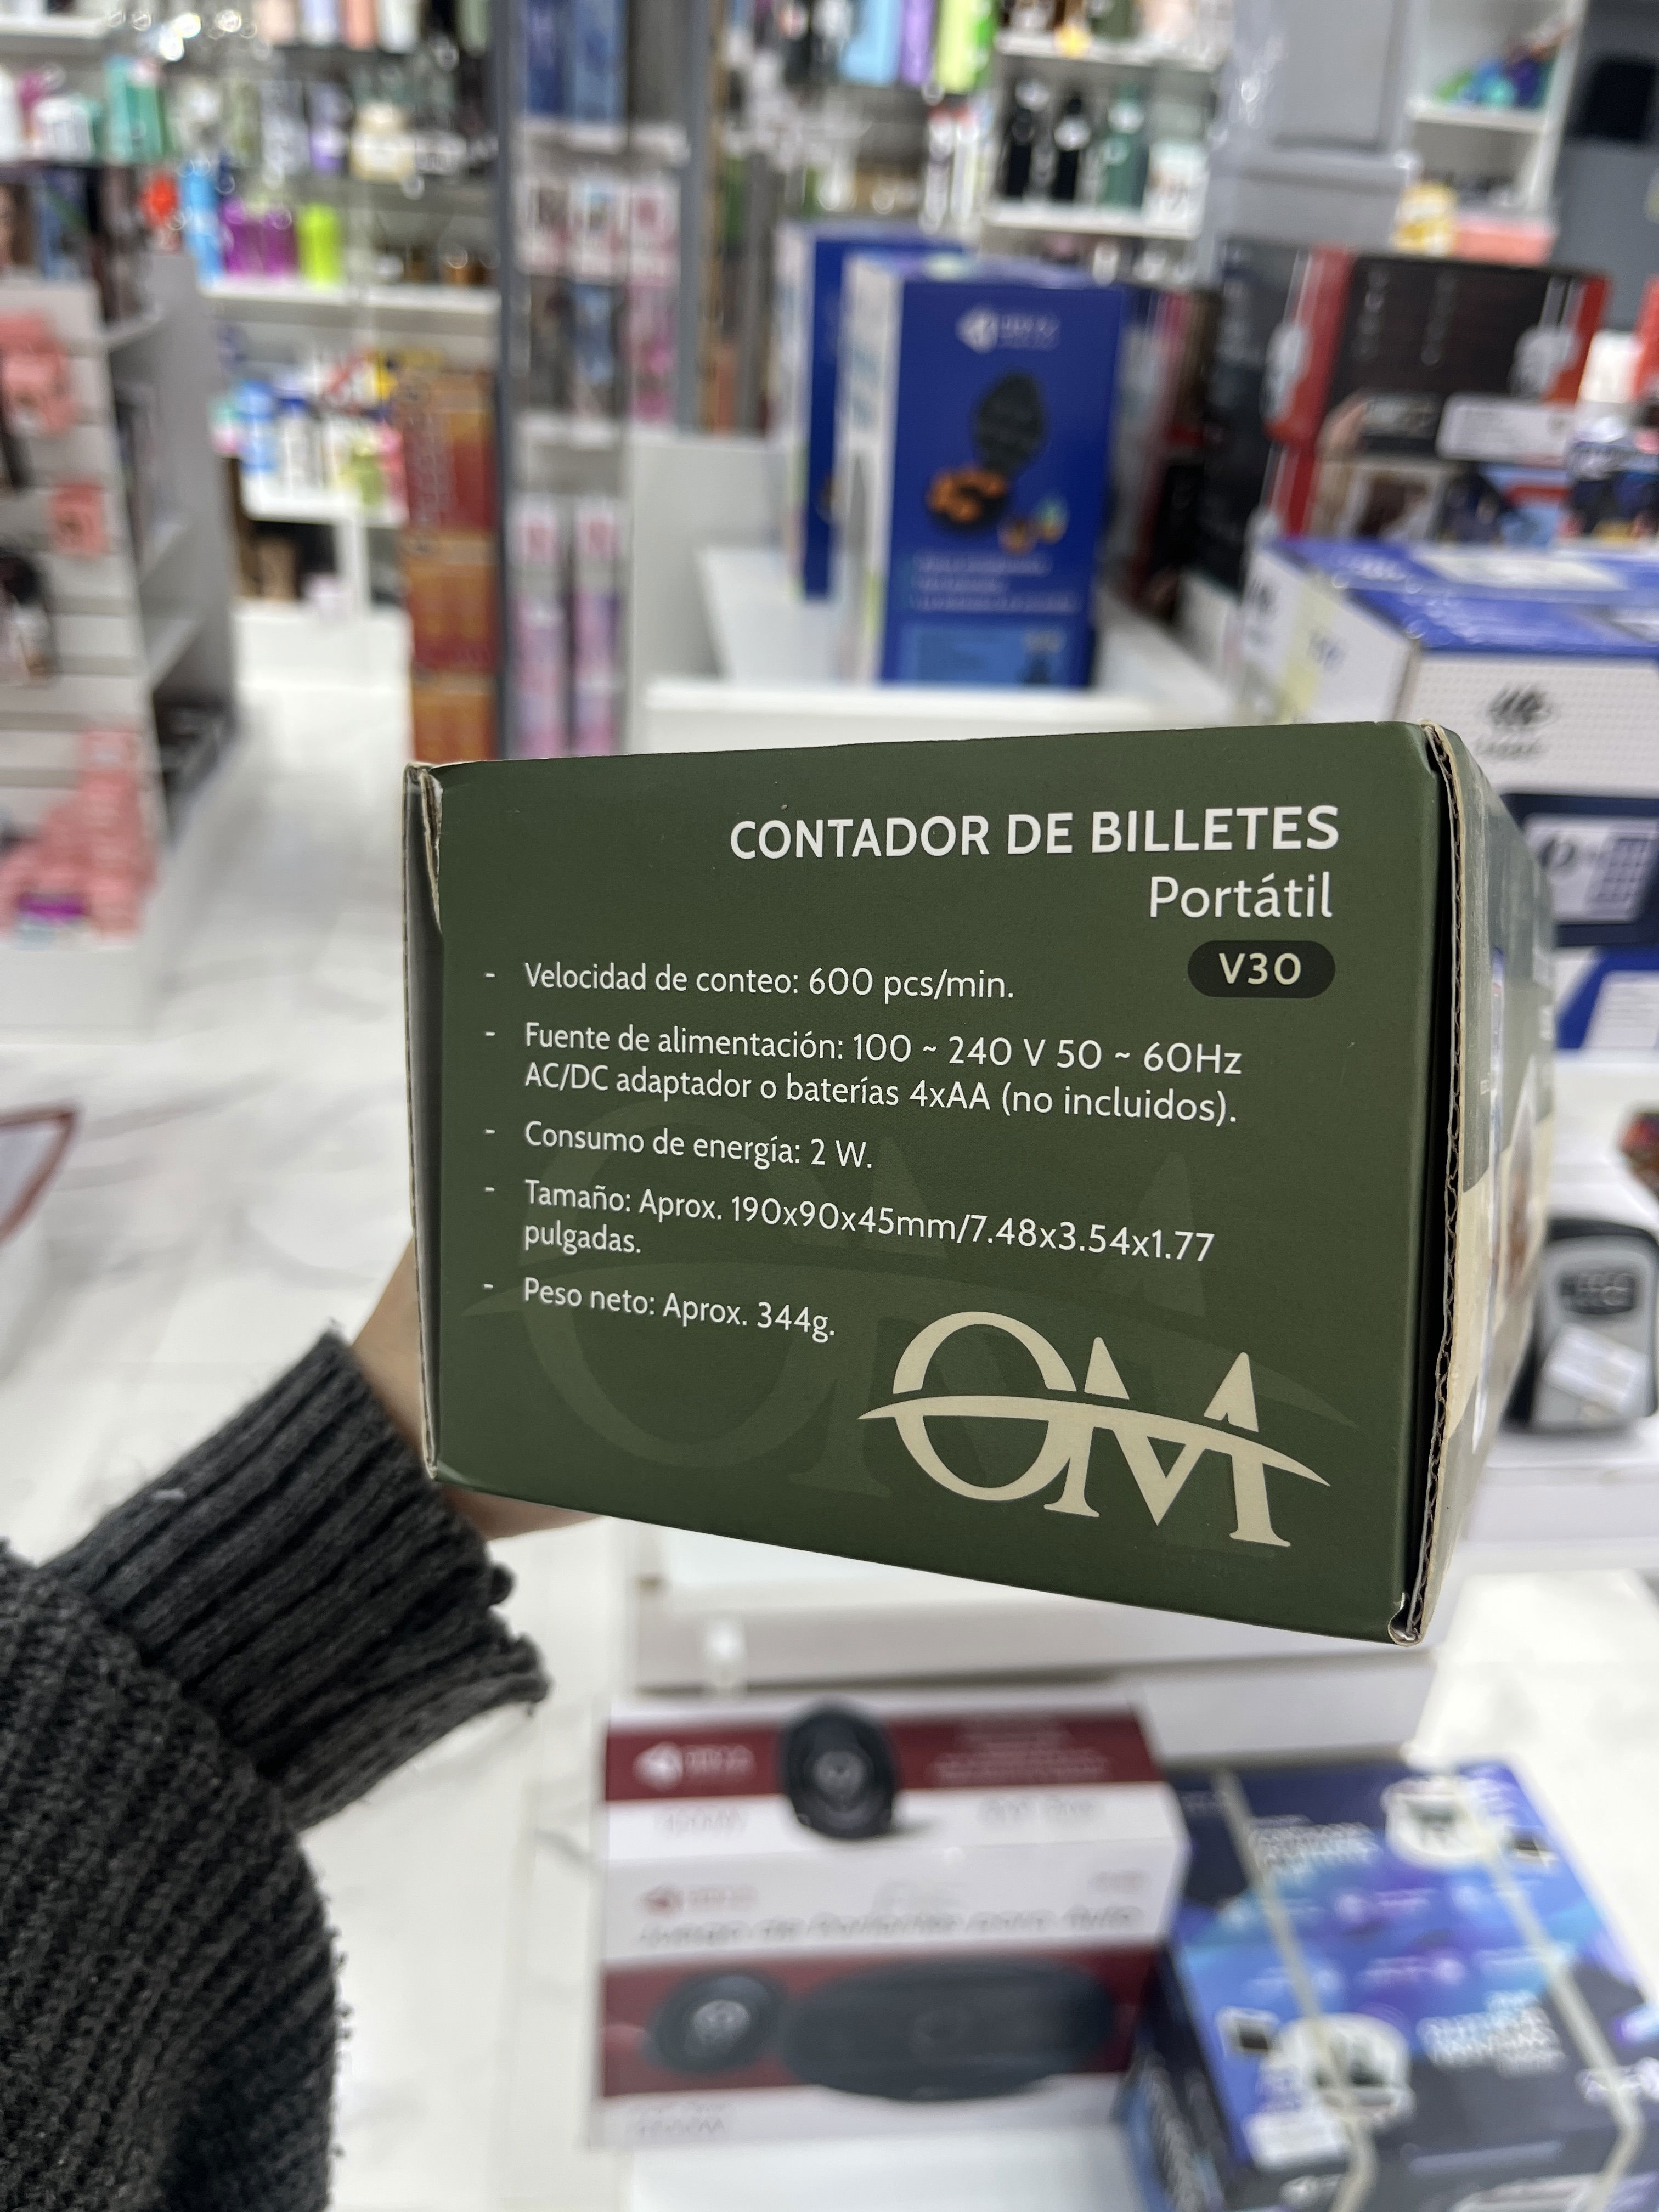 CONTADOR DE BILLETES
Portátil
V30
- Velocidad de conteo: 600 pcs/min.
- Fuente de alimentación: 100 ~ 240 V 50 ~ 60Hz
AC/DC adaptador o baterías 4xAA (no incluidos).
- Consumo de energía: 2 W.
- Tamaño: Aprox. 190x90x45mm/7.48x3.54x1.77
pulgadas.
- Peso neto: Aprox. 344g.
OM